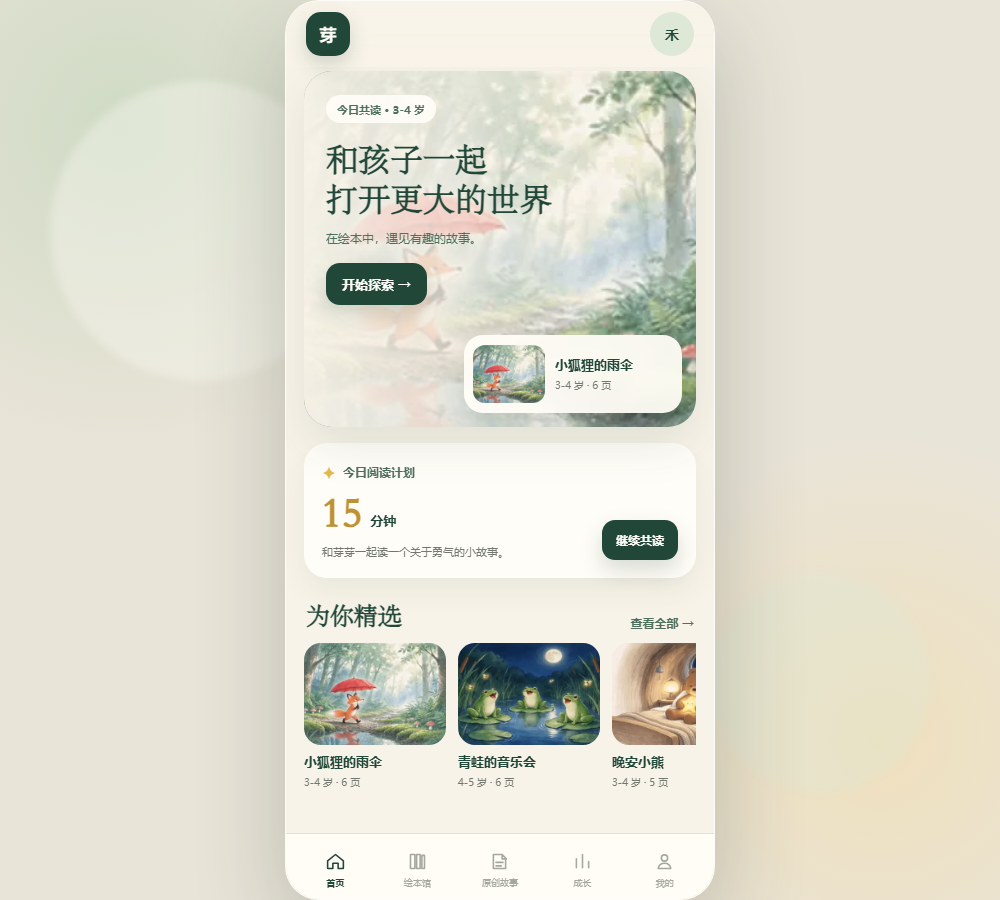 芽
禾
今日共读 • 3-4 岁
和孩子一起
打开更大的世界
在绘本中，遇见有趣的故事。
开始探索 →
小狐狸的雨伞
3-4 岁 · 6 页
今日阅读计划
15 分钟
和芽芽一起读一个关于勇气的小故事。
继续共读
为你精选
查看全部 →
小狐狸的雨伞
3-4 岁 · 6 页
青蛙的音乐会
4-5 岁 · 6 页
晚安小熊
3-4 岁 · 5 页
首页
绘本馆
原创故事
成长
我的